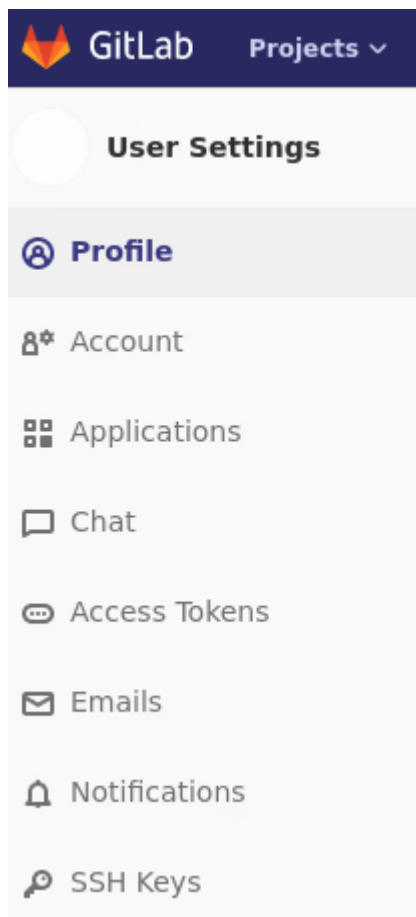 GitLab Projects
User Settings
Profile
Account
Applications
Chat
Access Tokens
Emails
Notifications
SSH Keys